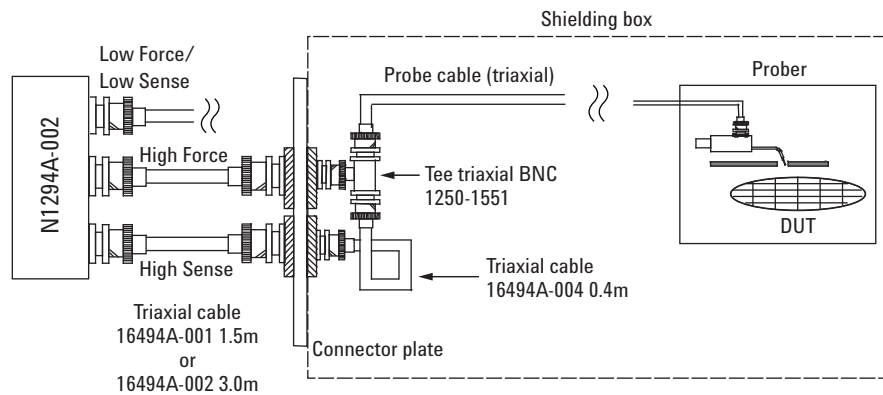 Shielding box
Low Force/
Low Sense
Probe cable (triaxial)
Prober
N1294A-002
High Force
Tee triaxial BNC
1250-1551
DUT
High Sense
Triaxial cable
16494A-004 0.4m
Triaxial cable
16494A-001 1.5m
or
16494A-002 3.0m
Connector plate